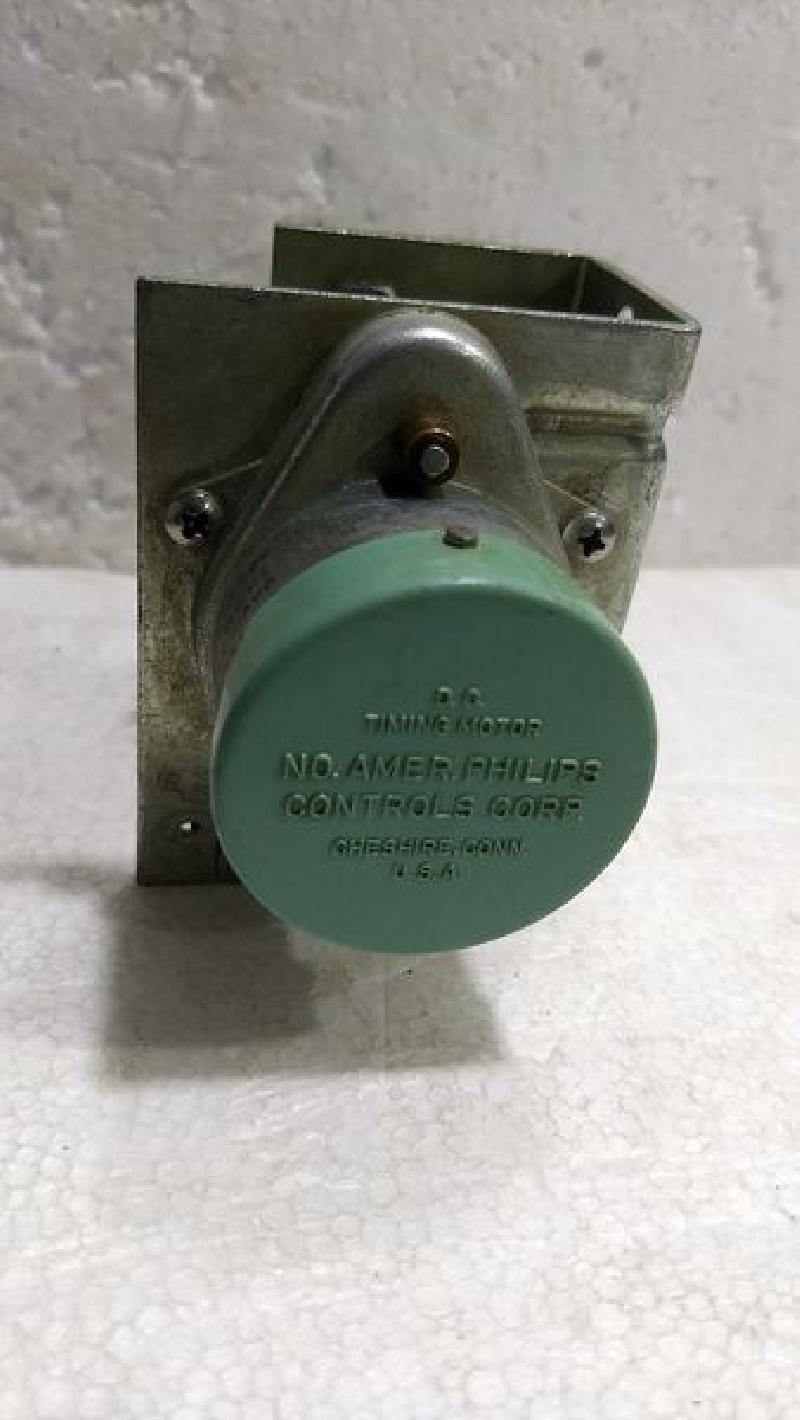 D.C.
TIMING MOTOR
NO. AMER. PHILIPS
CONTROLS CORP.
CHESHIRE, CONN.
U.S.A.